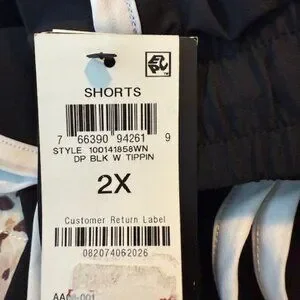 SHORTS
7 66390 94261 9
STYLE 100141858WN
DP BLK W TIPPIN
2X
Customer Return Label
082074062026